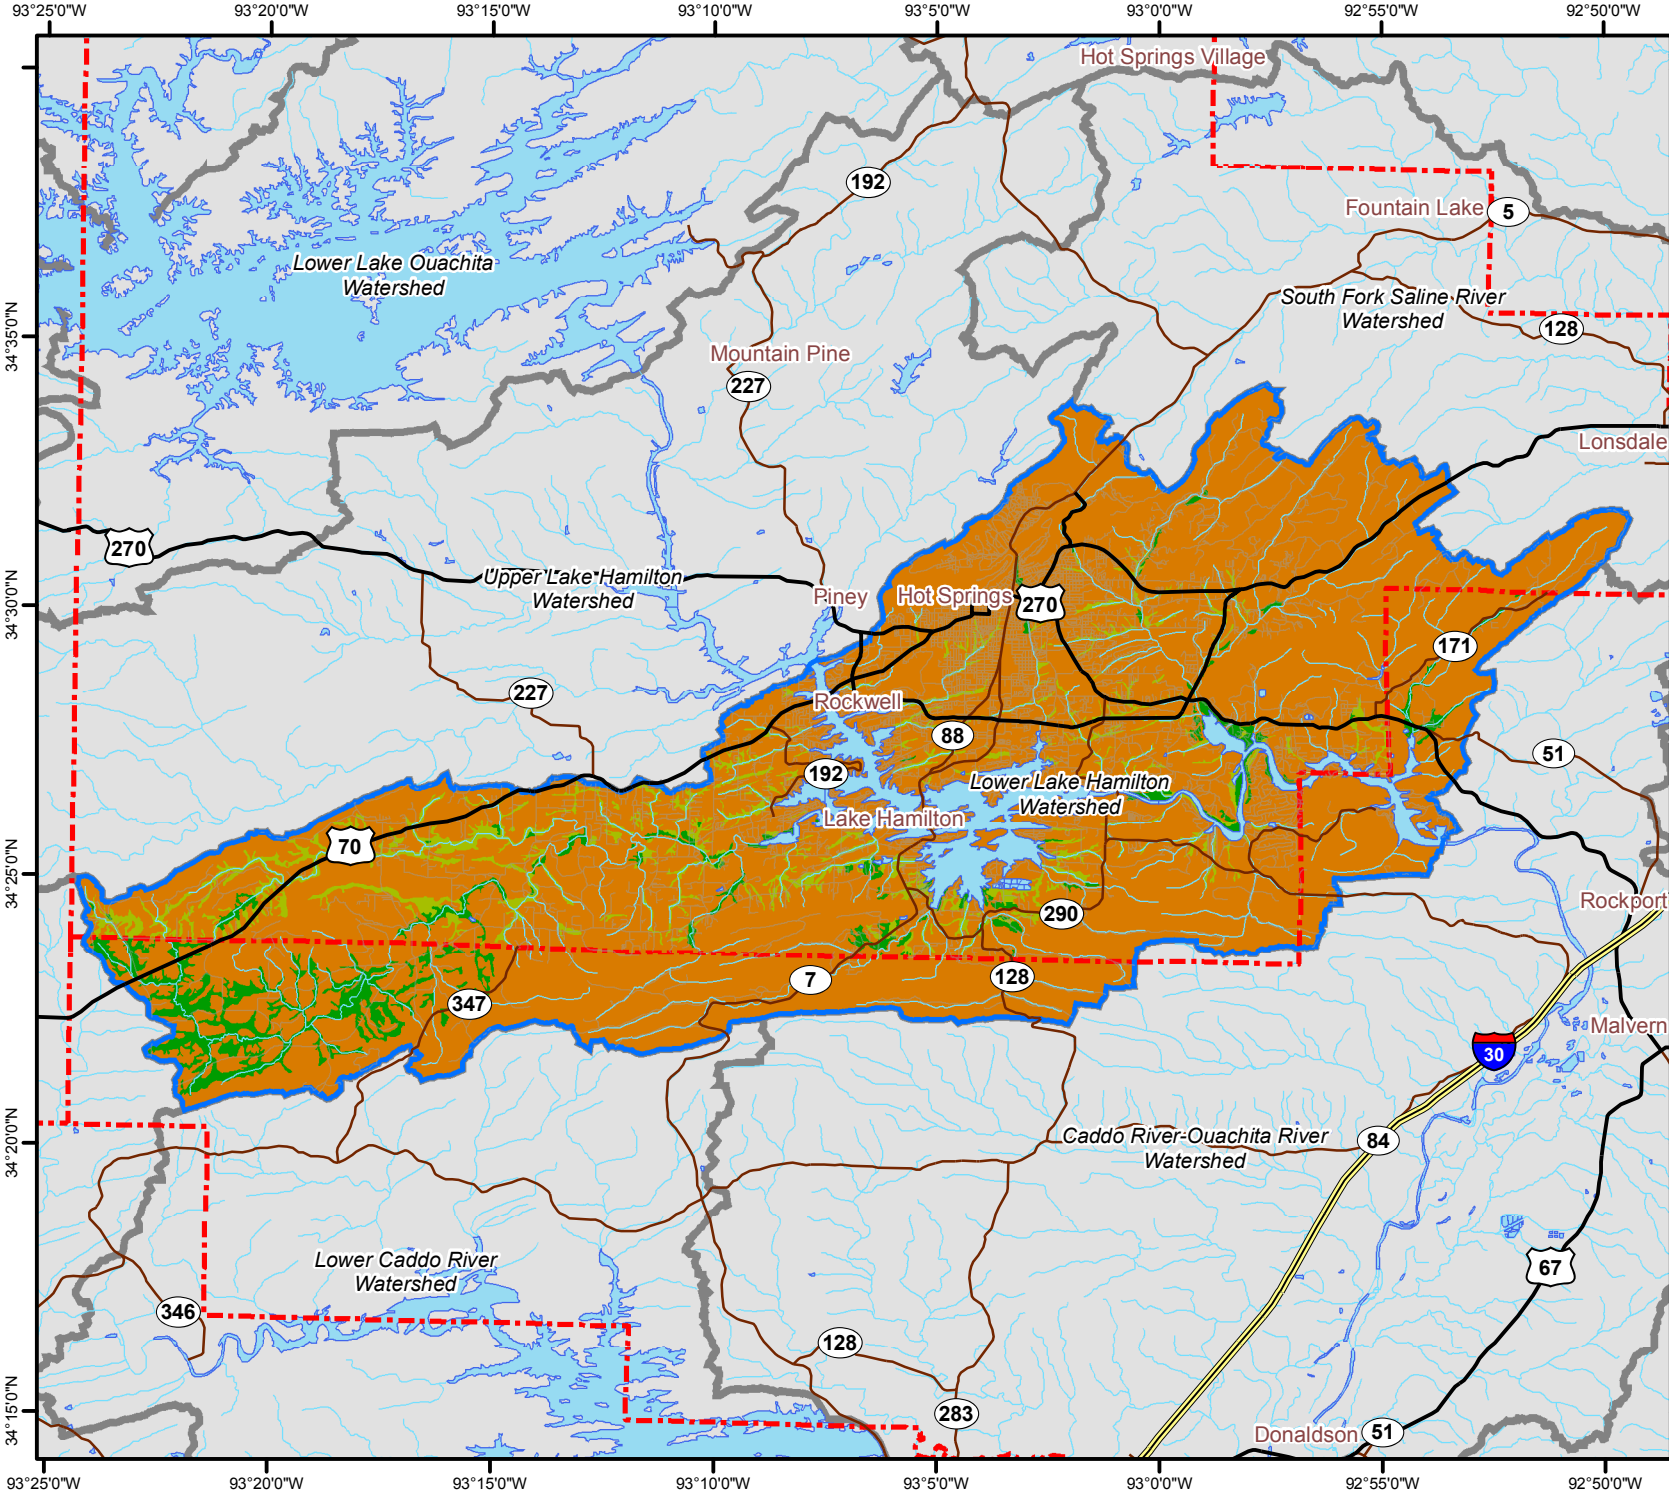 93°25'0"W 93°20'0"W 93°15'0"W 93°10'0"W 93°5'0"W 93°0'0"W 92°55'0"W 92°50'0"W
Hot Springs Village
192
Fountain Lake
5
Lower Lake Ouachita
Watershed
South Fork Saline River
Watershed
34°35'0"N
128
Mountain Pine
227
Lonsdale
270
Upper Lake Hamilton
Watershed
34°30'0"N
Piney
Hot Springs
270
171
227
Rockwell
88
51
192
Lower Lake Hamilton
Watershed
Lake Hamilton
70
34°25'0"N
Rockport
290
7
128
347
Malvern
30
34°20'0"N
Caddo River-Ouachita River
Watershed
84
Lower Caddo River
Watershed
67
346
128
34°15'0"N
283
Donaldson
51
93°25'0"W 93°20'0"W 93°15'0"W 93°10'0"W 93°5'0"W 93°0'0"W 92°55'0"W 92°50'0"W